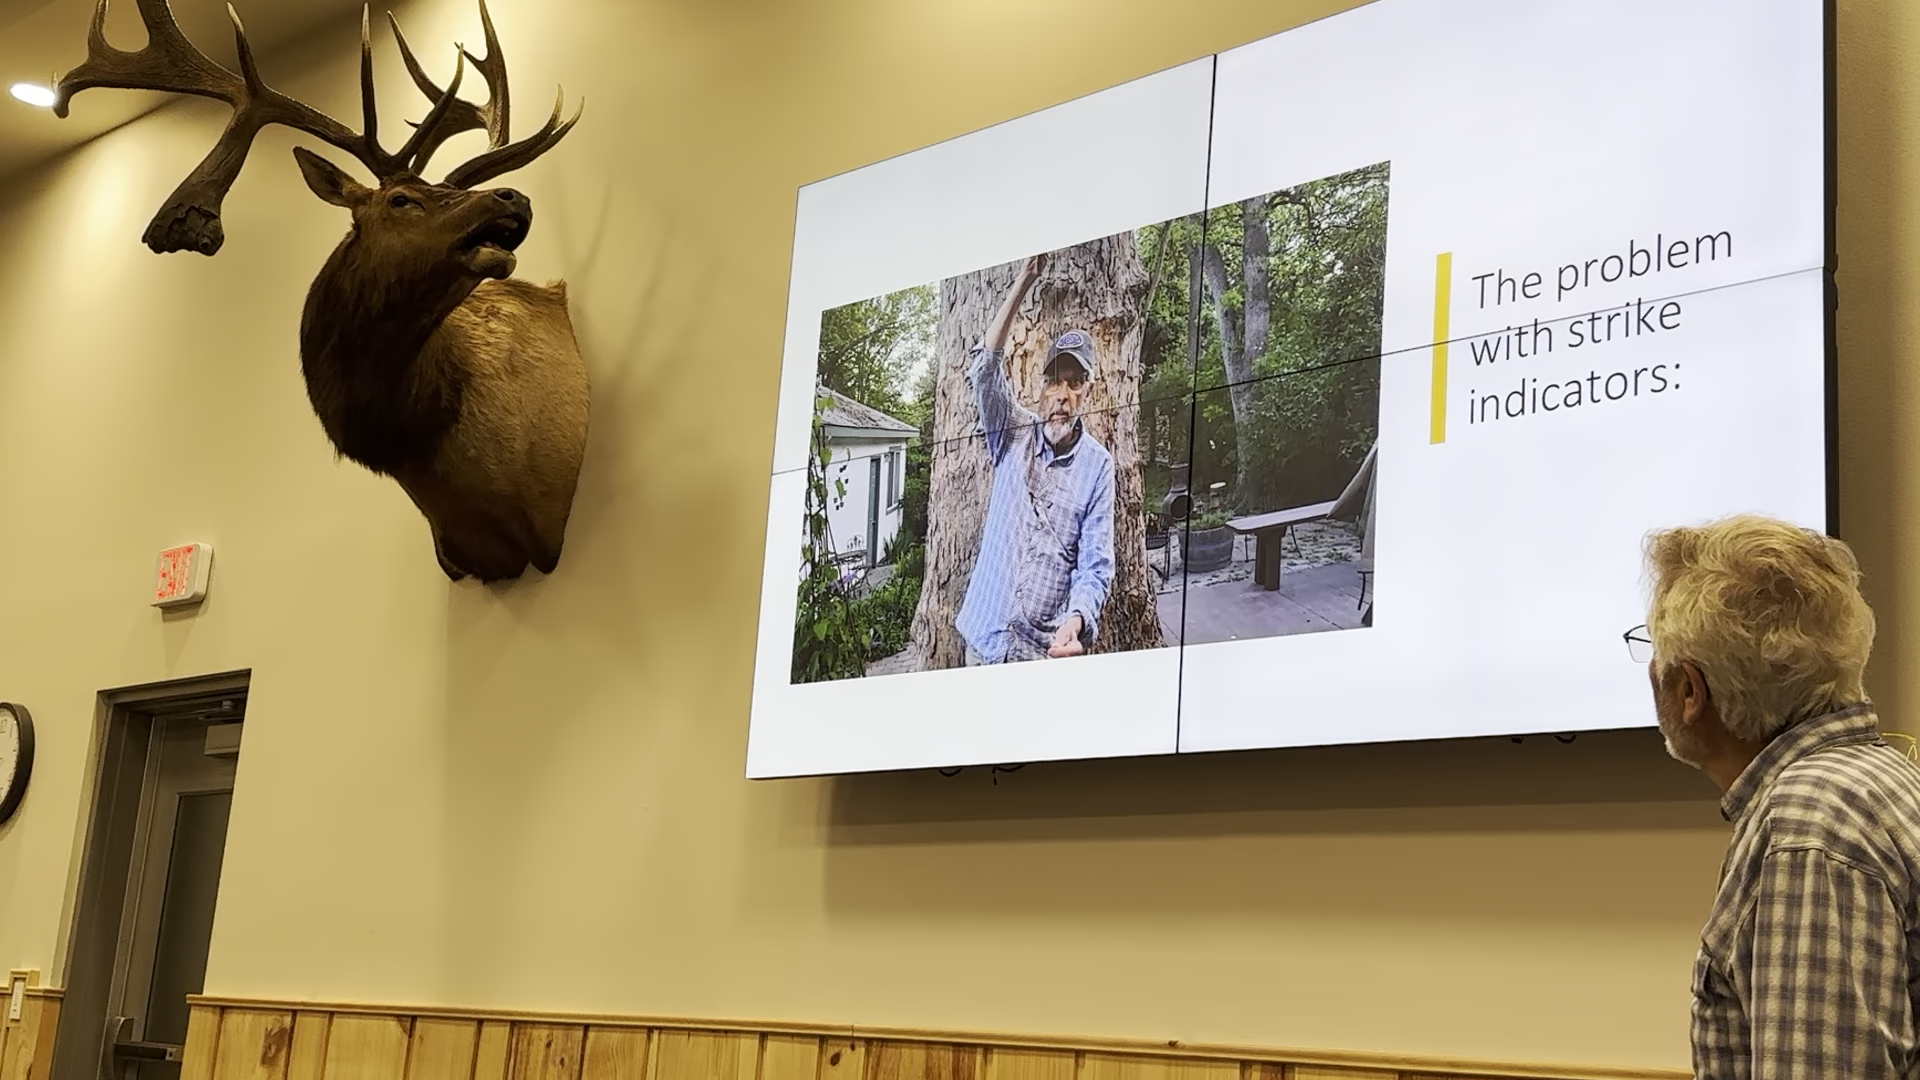 The problem
with strike
indicators: